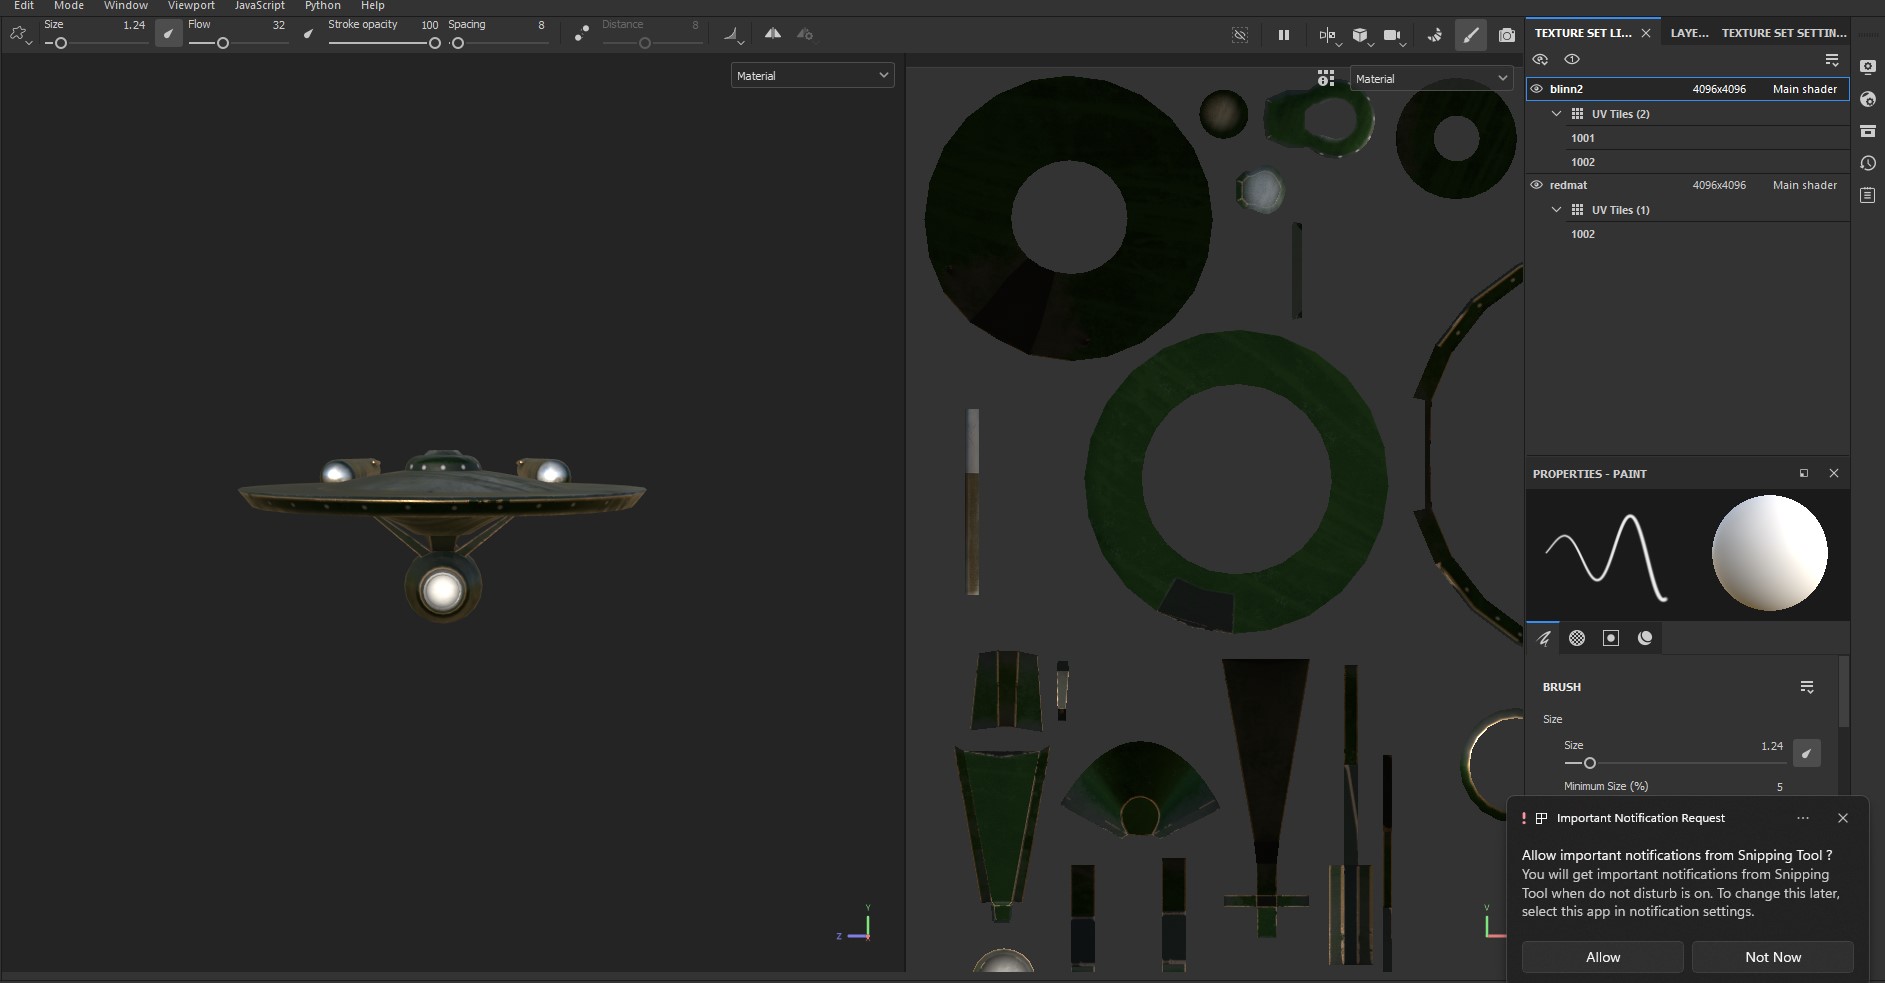 Edit Mode Window Viewport JavaScript Python Help
Size 1.24 Flow 32 Stroke opacity 100 Spacing 8 Distance 8
Material
Material
TEXTURE SET LI... LAYE... TEXTURE SET SETTIN...
blinn2 4096x4096 Main shader
UV Tiles (2)
1001
1002
redmat 4096x4096 Main shader
UV Tiles (1)
1002
PROPERTIES - PAINT
BRUSH
Size
Size 1.24
Minimum Size (%) 5
Important Notification Request
Allow important notifications from Snipping Tool ?
You will get important notifications from Snipping
Tool when do not disturb is on. To change this later,
select this app in notification settings.
Allow Not Now
Y
Z
V